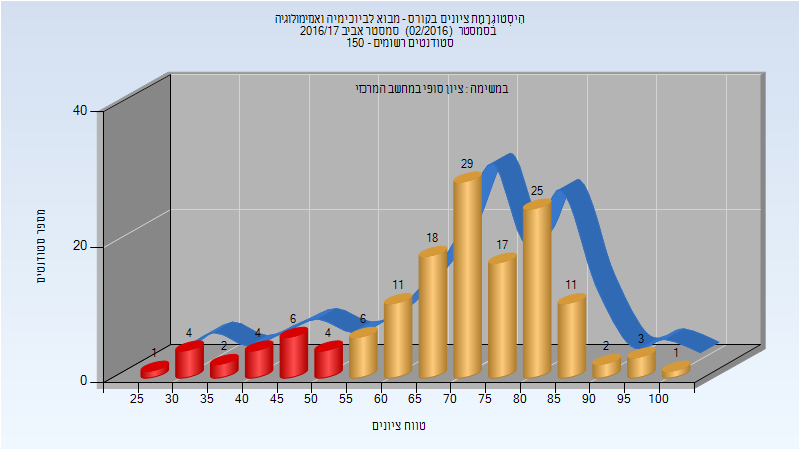 הִיסְטוֹגְרָמַת ציונים בקורס - מבוא לביוכימיה ואמימולוגיה
בסמסטר (02/2016) סמסטר אביב 2016/17
סטודנטים רשומים - 150
במשימה : ציון סופי במחשב המרכזי
40
20
0
מספר סטודנטים
1
4
2
4
6
4
6
11
18
29
17
25
11
2
3
1
25 30 35 40 45 50 55 60 65 70 75 80 85 90 95 100
טווח ציונים